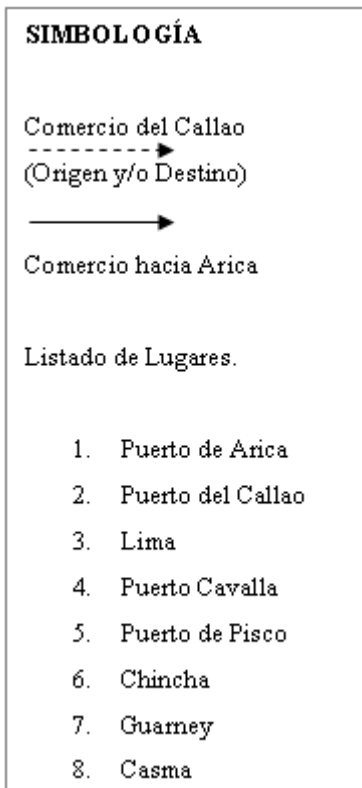 SIMBOLOGÍA
Comercio del Callao
(Origen y/o Destino)
Comercio hacia Arica
Listado de Lugares.
1. Puerto de Arica
2. Puerto del Callao
3. Lima
4. Puerto Cavalla
5. Puerto de Pisco
6. Chincha
7. Guarney
8. Casma